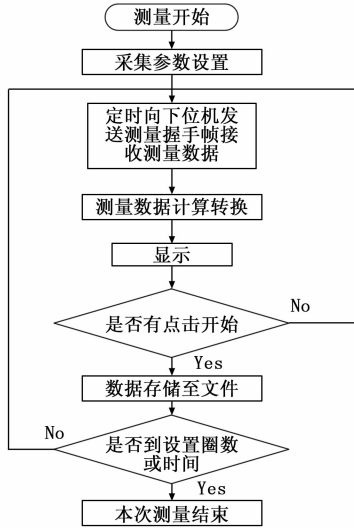 测量开始
采集参数设置
定时向下位机发
送测量握手帧接
收测量数据
测量数据计算转换
显示
是否有点击开始
No
Yes
数据存储至文件
No
是否到设置圈数
或时间
Yes
本次测量结束